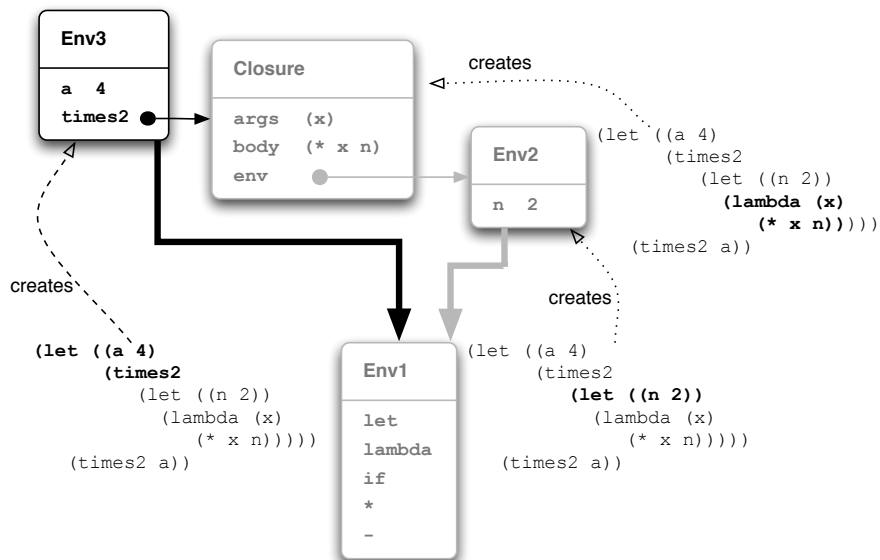 Env3
a 4
times2
Closure
args (x)
body (* x n)
env
creates
Env2
n 2
(let ((a 4)
(times2
(let ((n 2))
(lambda (x)
(* x n)))))
(times2 a))
creates
creates
(let ((a 4)
(times2
(let ((n 2))
(lambda (x)
(* x n)))))
(times2 a))
Env1
let
lambda
if
*
-
(let ((a 4)
(times2
(let ((n 2))
(lambda (x)
(* x n)))))
(times2 a))